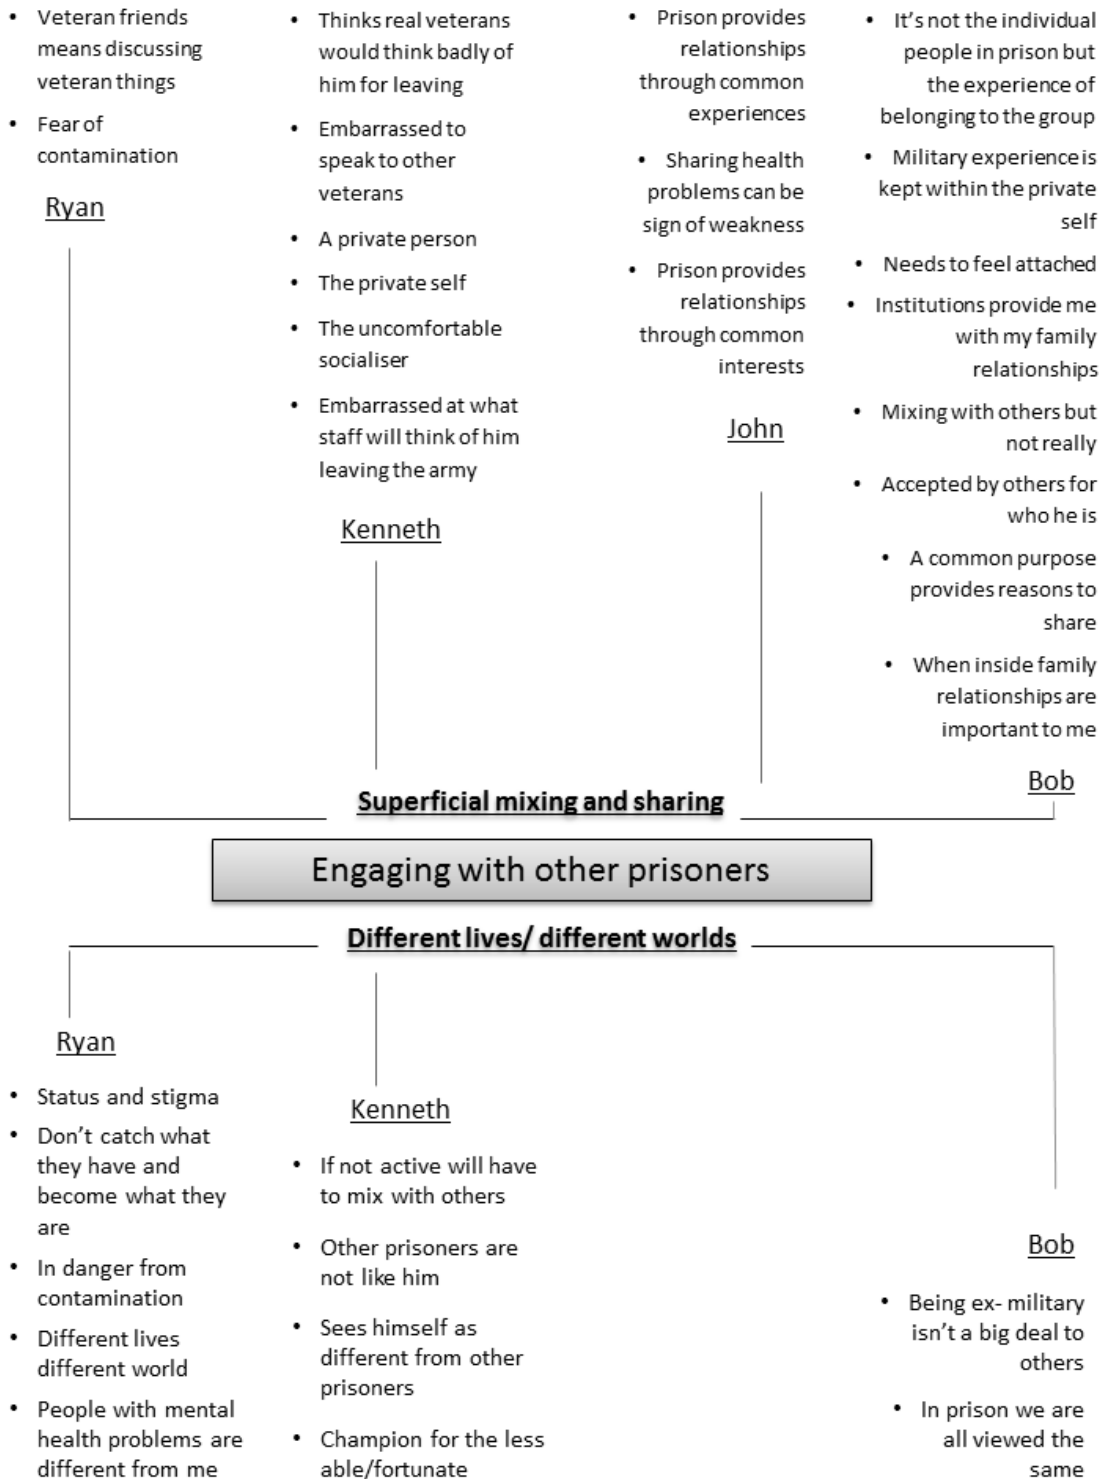 • Veteran friends
means discussing
veteran things
• Fear of
contamination
Ryan
• Thinks real veterans
would think badly of
him for leaving
• Embarrassed to
speak to other
veterans
• A private person
• The private self
• The uncomfortable
socialiser
• Embarrassed at what
staff will think of him
leaving the army
Kenneth
• Prison provides
relationships
through common
experiences
• Sharing health
problems can be
sign of weakness
• Prison provides
relationships
through common
interests
John
• It's not the individual
people in prison but
the experience of
belonging to the group
• Military experience is
kept within the private
self
• Needs to feel attached
• Institutions provide me
with my family
relationships
• Mixing with others but
not really
• Accepted by others for
who he is
• A common purpose
provides reasons to
share
• When inside family
relationships are
important to me
Bob
Superficial mixing and sharing
Engaging with other prisoners
Different lives/ different worlds
Ryan
• Status and stigma
• Don't catch what
they have and
become what they
are
• In danger from
contamination
• Different lives
different world
• People with mental
health problems are
different from me
Kenneth
• If not active will have
to mix with others
• Other prisoners are
not like him
• Sees himself as
different from other
prisoners
• Champion for the less
able/fortunate
Bob
• Being ex- military
isn't a big deal to
others
• In prison we are
all viewed the
same